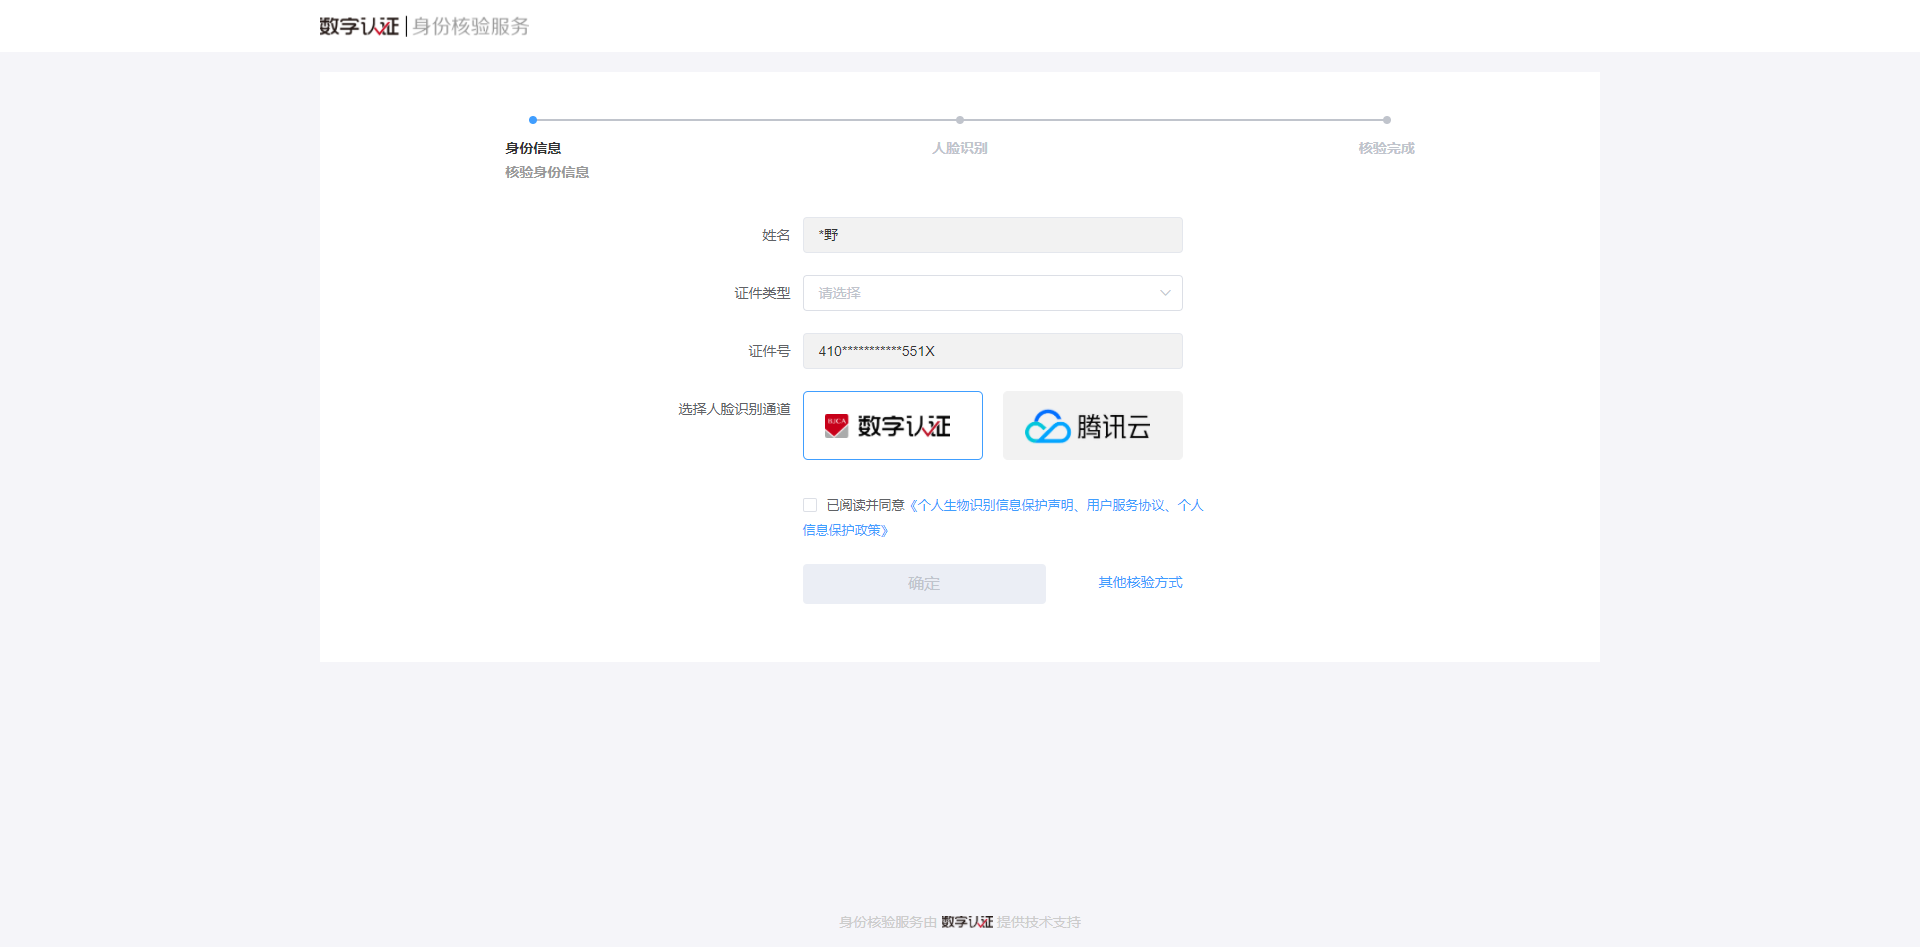 数字认证 | 身份核验服务
身份信息
人脸识别
核验完成
核验身份信息
姓名
*野
证件类型
请选择
证件号
410***********551X
选择人脸识别通道
BJCA 数字认证
腾讯云
已阅读并同意《个人生物识别信息保护声明、用户服务协议、个人
信息保护政策》
确定
其他核验方式
身份核验服务由 数字认证 提供技术支持